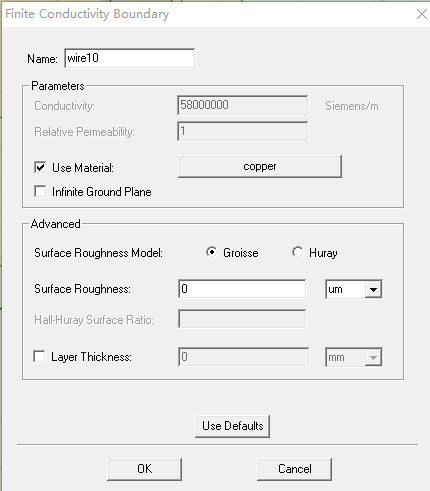 Finite Conductivity Boundary
Name: wire10
Parameters
Conductivity: 58000000 Siemens/m
Relative Permeability: 1
Use Material: copper
Infinite Ground Plane
Advanced
Surface Roughness Model: Groisse Huray
Surface Roughness: 0 um
Hall-Huray Surface Ratio:
Layer Thickness: 0 mm
Use Defaults
OK Cancel